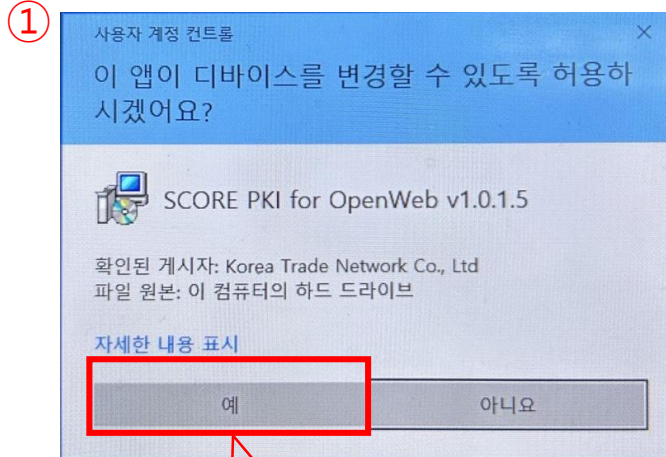 ①
사용자 계정 컨트롤
이 앱이 디바이스를 변경할 수 있도록 허용하
시겠어요?
SCORE PKI for OpenWeb v1.0.1.5
확인된 게시자: Korea Trade Network Co., Ltd
파일 원본: 이 컴퓨터의 하드 드라이브
자세한 내용 표시
예
아니요